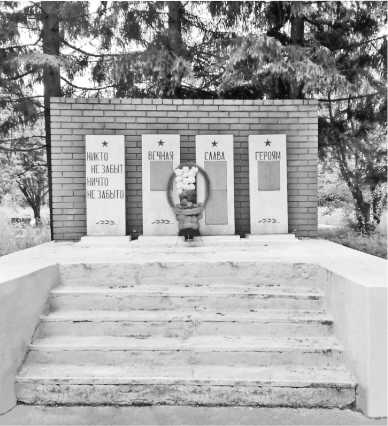 НИКТО
НЕ ЗАБЫТ
НИЧТО
НЕ ЗАБЫТО
ВЕЧНАЯ
СЛАВА
ГЕРОЯМ